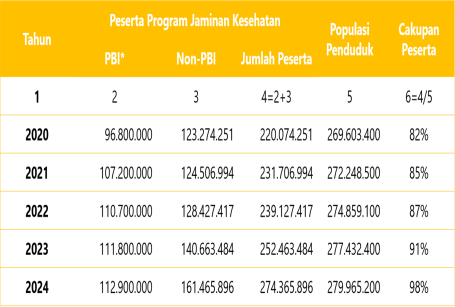 Tahun Peserta Program Jaminan Kesehatan Populasi Penduduk Cakupan Peserta
PBI* Non-PBI Jumlah Peserta
1 2 3 4=2+3 5 6=4/5
2020 96.800.000 123.274.251 220.074.251 269.603.400 82%
2021 107.200.000 124.506.994 231.706.994 272.248.500 85%
2022 110.700.000 128.427.417 239.127.417 274.859.100 87%
2023 111.800.000 140.663.484 252.463.484 277.432.400 91%
2024 112.900.000 161.465.896 274.365.896 279.965.200 98%